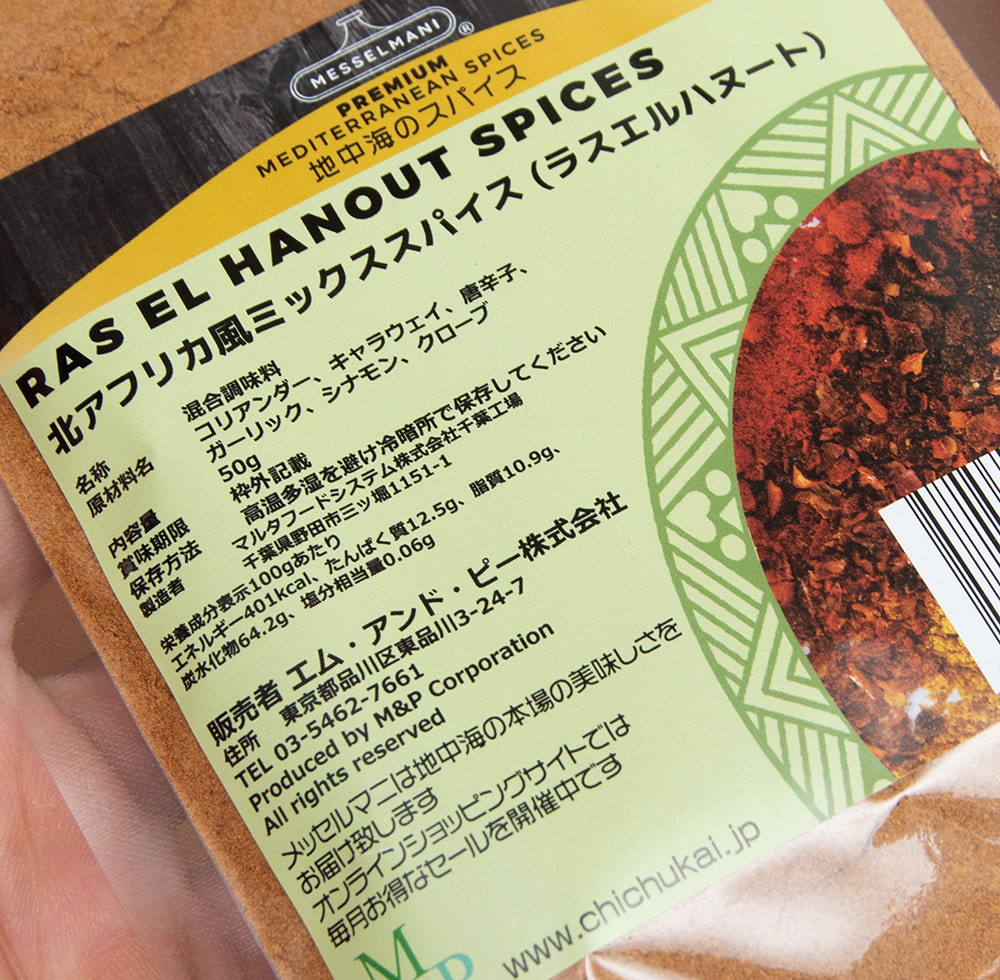 MESSELMANI ®
PREMIUM
MEDITERRANEAN SPICES
地中海のスパイス
RAS EL HANOUT SPICES
北アフリカ風ミックススパイス (ラスエルハヌート)
名称 混合調味料
原材料名 コリアンダー、キャラウェイ、唐辛子、
ガーリック、シナモン、クローブ
内容量 50g
賞味期限 枠外記載
保存方法 高温多湿を避け冷暗所で保存してください
製造者 マルタフードシステム株式会社千葉工場
千葉県野田市三ツ堀1151-1
栄養成分表示100gあたり
エネルギー401kcal、たんぱく質12.5g、脂質10.9g、
炭水化物64.2g、塩分相当量0.06g
販売者 エム・アンド・ピー株式会社
住所 東京都品川区東品川3-24-7
TEL 03-5462-7661
Produced by M&P Corporation
All rights reserved
メッセルマニは地中海の本場の美味しさを
お届け致します
オンラインショッピングサイトでは
毎月お得なセールを開催中です
www.chichukai.jp
MP